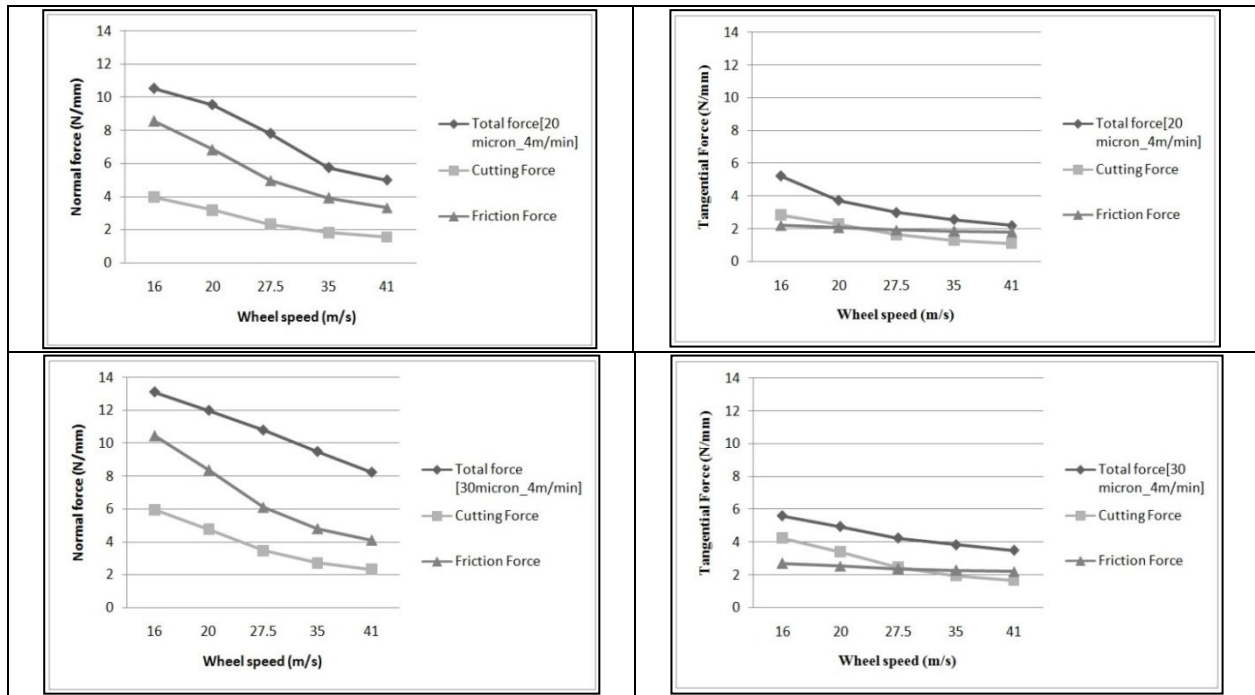 14
12
10
8
6
4
2
0
Normal force (N/mm)
16 20 27.5 35 41
Wheel speed (m/s)
Total force[20
micron_4m/min]
Cutting Force
Friction Force
14
12
10
8
6
4
2
0
Tangential Force (N/mm)
16 20 27.5 35 41
Wheel speed (m/s)
Total force[20
micron_4m/min]
Cutting Force
Friction Force
14
12
10
8
6
4
2
0
Normal force (N/mm)
16 20 27.5 35 41
Wheel speed (m/s)
Total force
[30micron_4m/min]
Cutting Force
Friction Force
14
12
10
8
6
4
2
0
Tangential Force (N/mm)
16 20 27.5 35 41
Wheel speed (m/s)
Total force[30
micron_4m/min]
Cutting Force
Friction Force